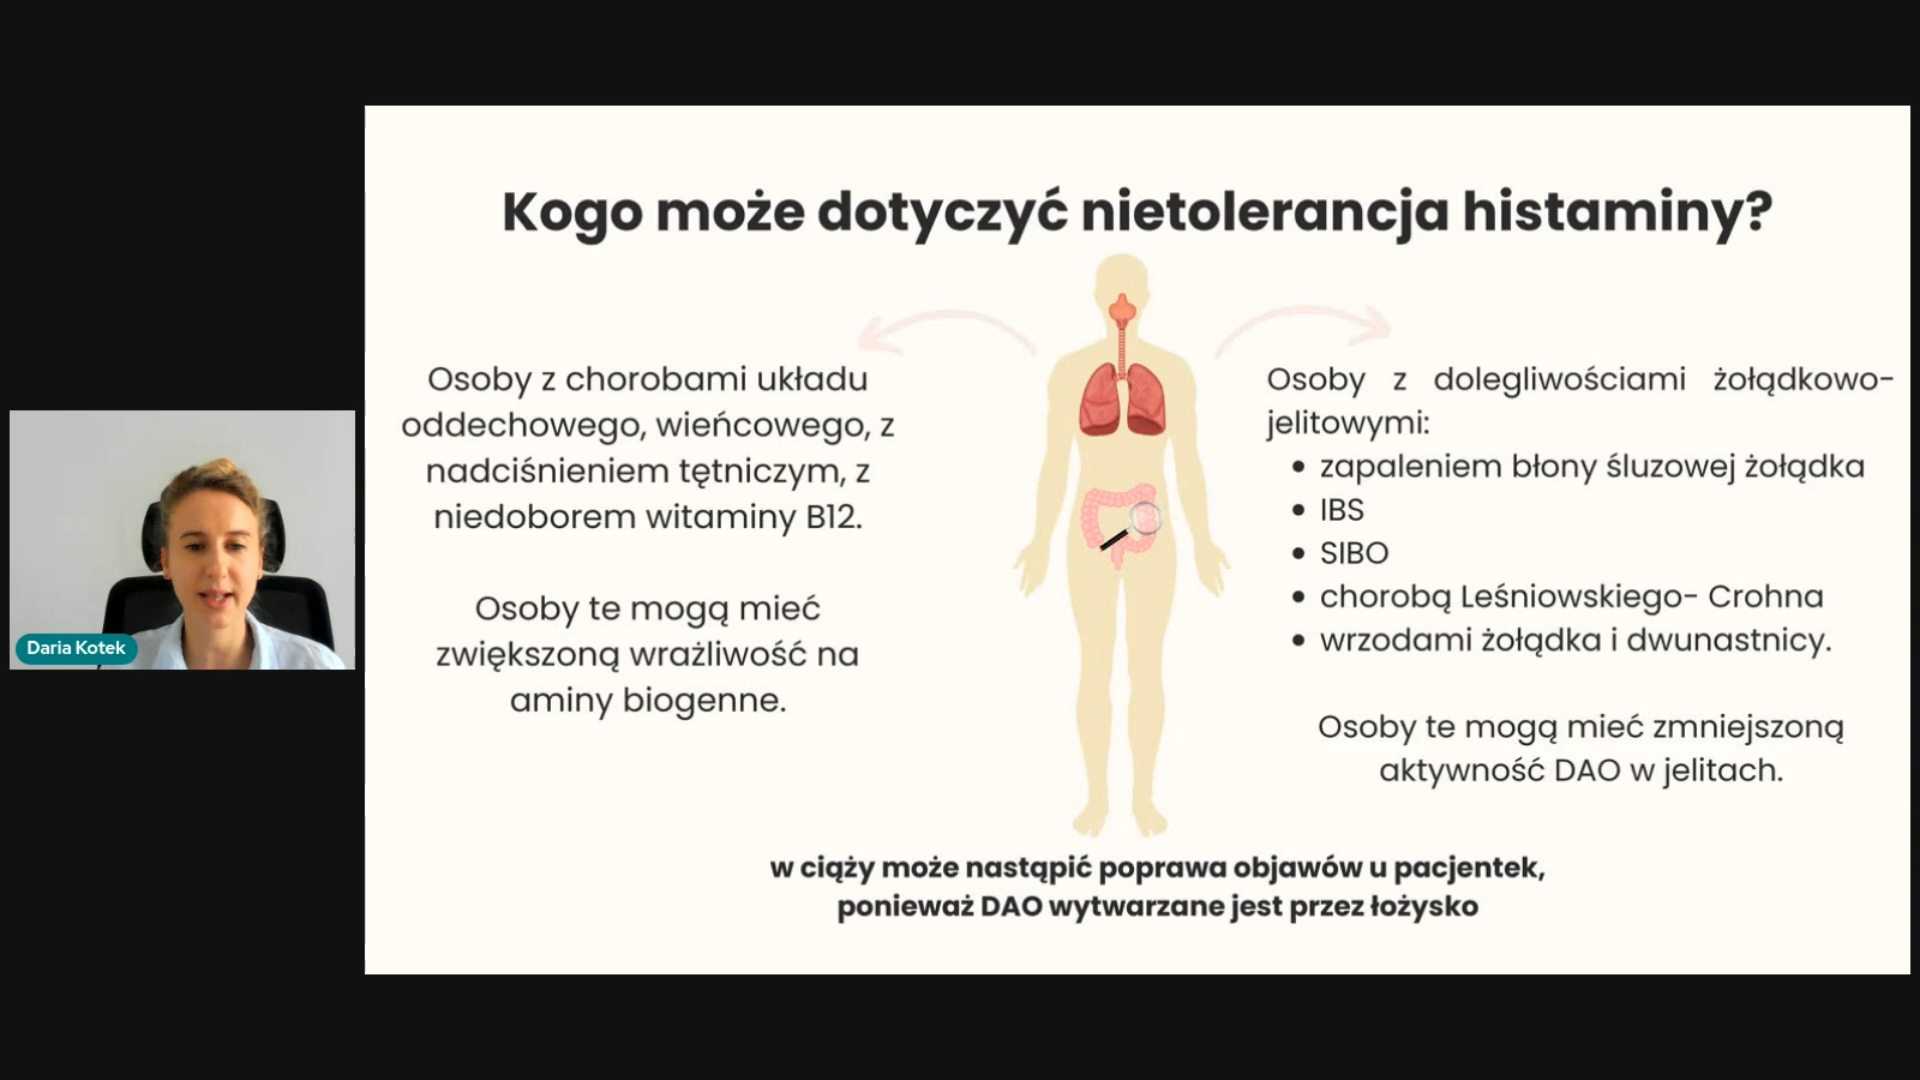 Kogo może dotyczyć nietolerancja histaminy?
Osoby z chorobami układu
oddechowego, wieńcowego, z
nadciśnieniem tętniczym, z
niedoborem witaminy B12.
Osoby te mogą mieć
zwiększoną wrażliwość na
aminy biogenne.
Osoby z dolegliwościami żołądkowo-
jelitowymi:
• zapaleniem błony śluzowej żołądka
• IBS
• SIBO
• chorobą Leśniowskiego- Crohna
• wrzodami żołądka i dwunastnicy.
Osoby te mogą mieć zmniejszoną
aktywność DAO w jelitach.
w ciąży może nastąpić poprawa objawów u pacjentek,
ponieważ DAO wytwarzane jest przez łożysko
Daria Kotek